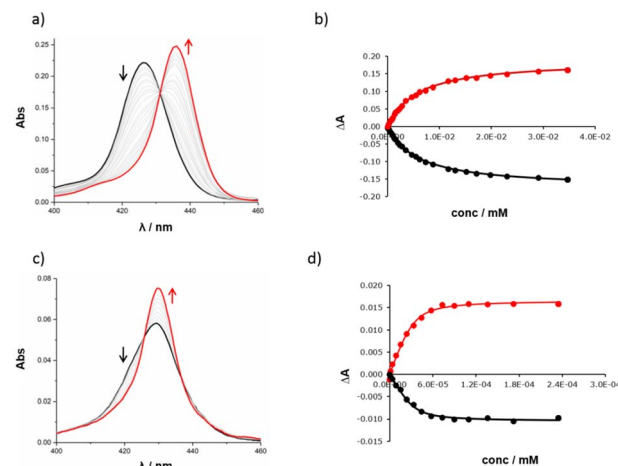 a)
0.25
0.20
0.15
0.10
0.05
0.00
Abs
400 420 440 460
λ / nm
b)
0.20
0.15
0.10
0.05
0.00
-0.05
-0.10
-0.15
-0.20
ΔA
1.0E-02 2.0E-02 3.0E-02 4.0E-02
conc / mM
c)
0.08
0.06
0.04
0.02
0.00
Abs
400 420 440 460
λ / nm
d)
0.020
0.015
0.010
0.005
0.000
-0.005
-0.010
-0.015
ΔA
6.0E-05 1.2E-04 1.8E-04 2.4E-04
conc / mM